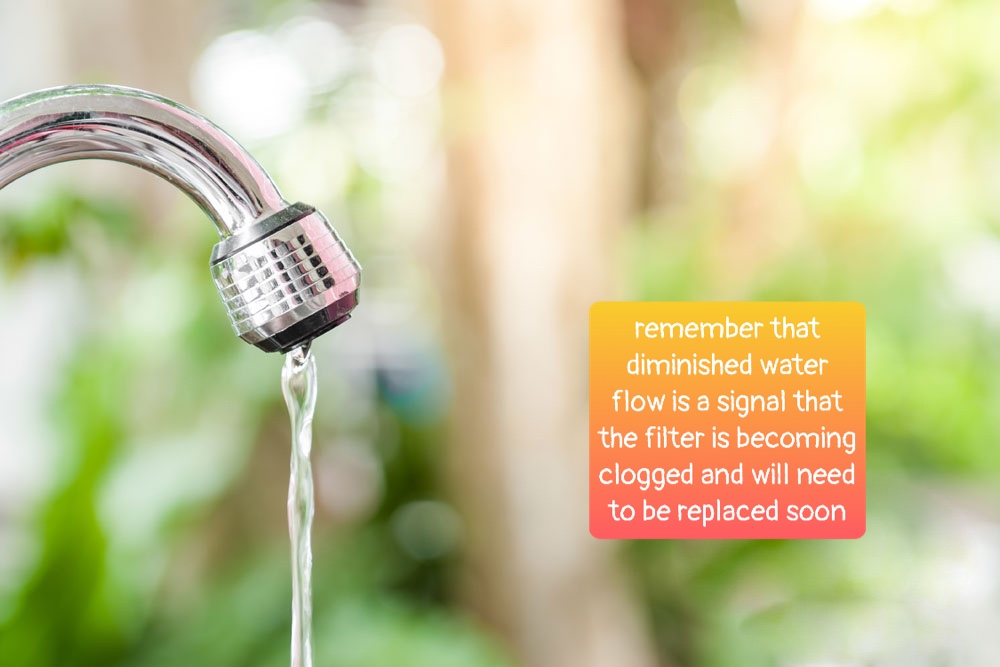 remember that
diminished water
flow is a signal that
the filter is becoming
clogged and will need
to be replaced soon